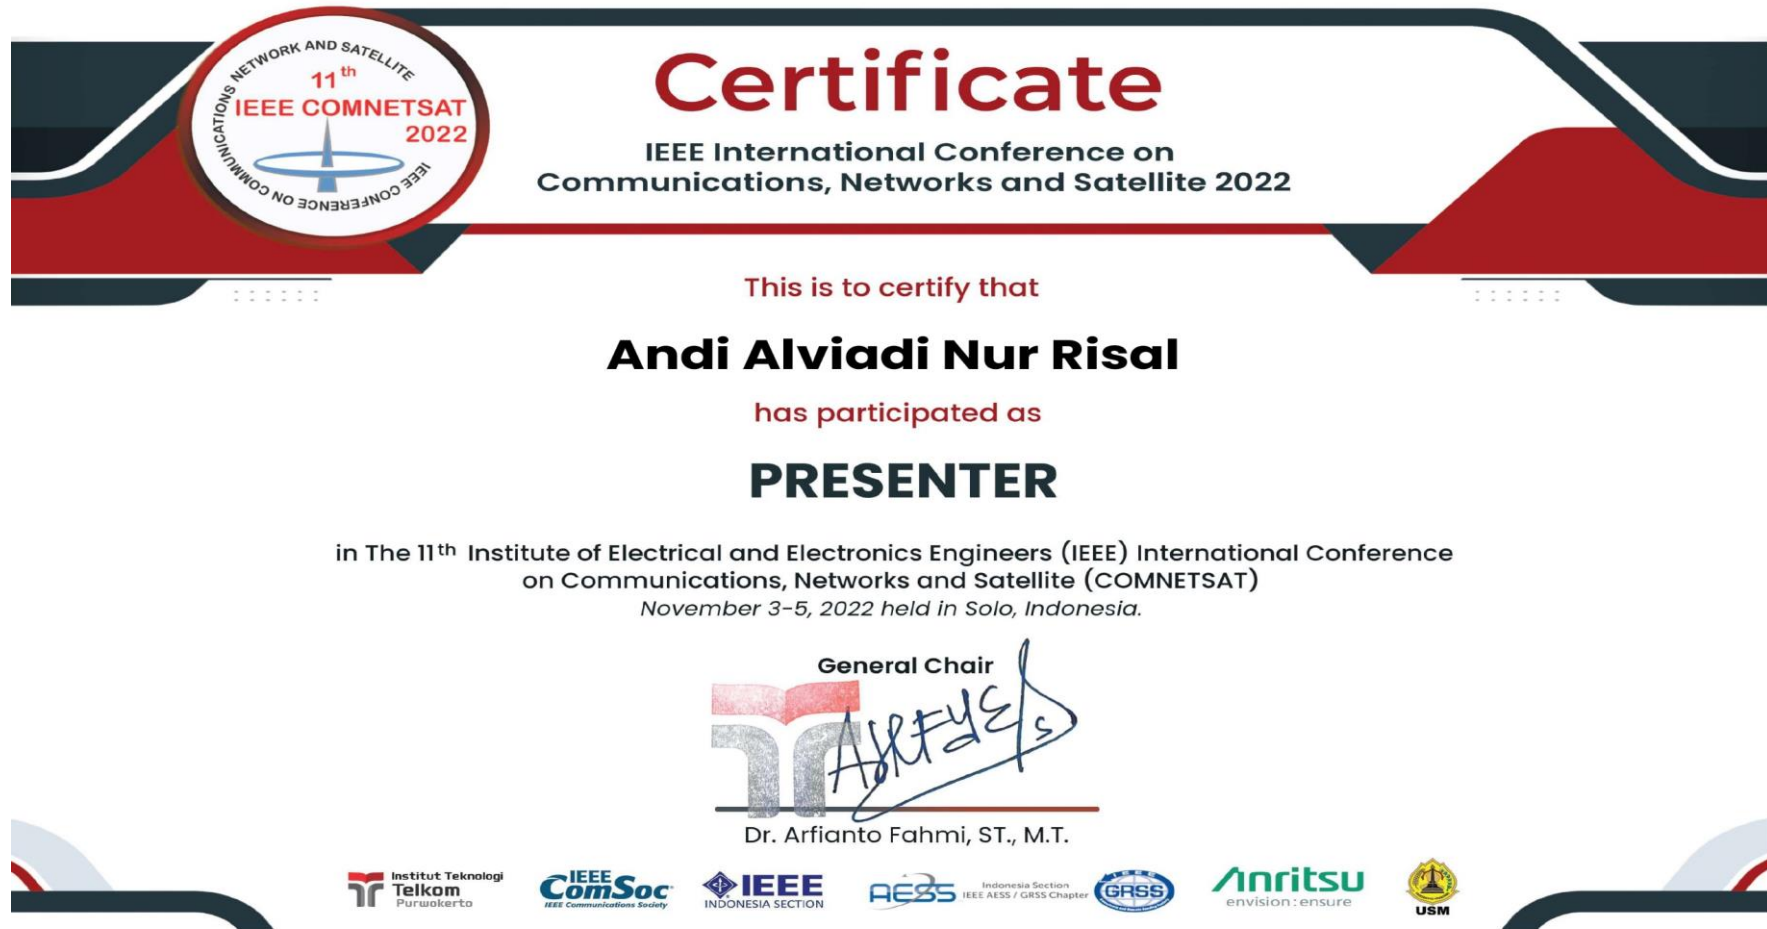 COMMUNICATIONS NETWORK AND SATELLITE
11th
IEEE COMNETSAT
2022
IEEE CONFERENCE ON
Certificate
IEEE International Conference on
Communications, Networks and Satellite 2022
This is to certify that
Andi Alviadi Nur Risal
has participated as
PRESENTER
in The 11th Institute of Electrical and Electronics Engineers (IEEE) International Conference
on Communications, Networks and Satellite (COMNETSAT)
November 3-5, 2022 held in Solo, Indonesia.
General Chair
Dr. Arfianto Fahmi, ST., M.T.
Institut Teknologi
Telkom
Purwokerto
IEEE
ComSoc
IEEE Communications Society
IEEE
INDONESIA SECTION
AESS
Indonesia Section
IEEE AESS / GRSS Chapter
IEEE
GRSS
Anritsu
envision : ensure
USM